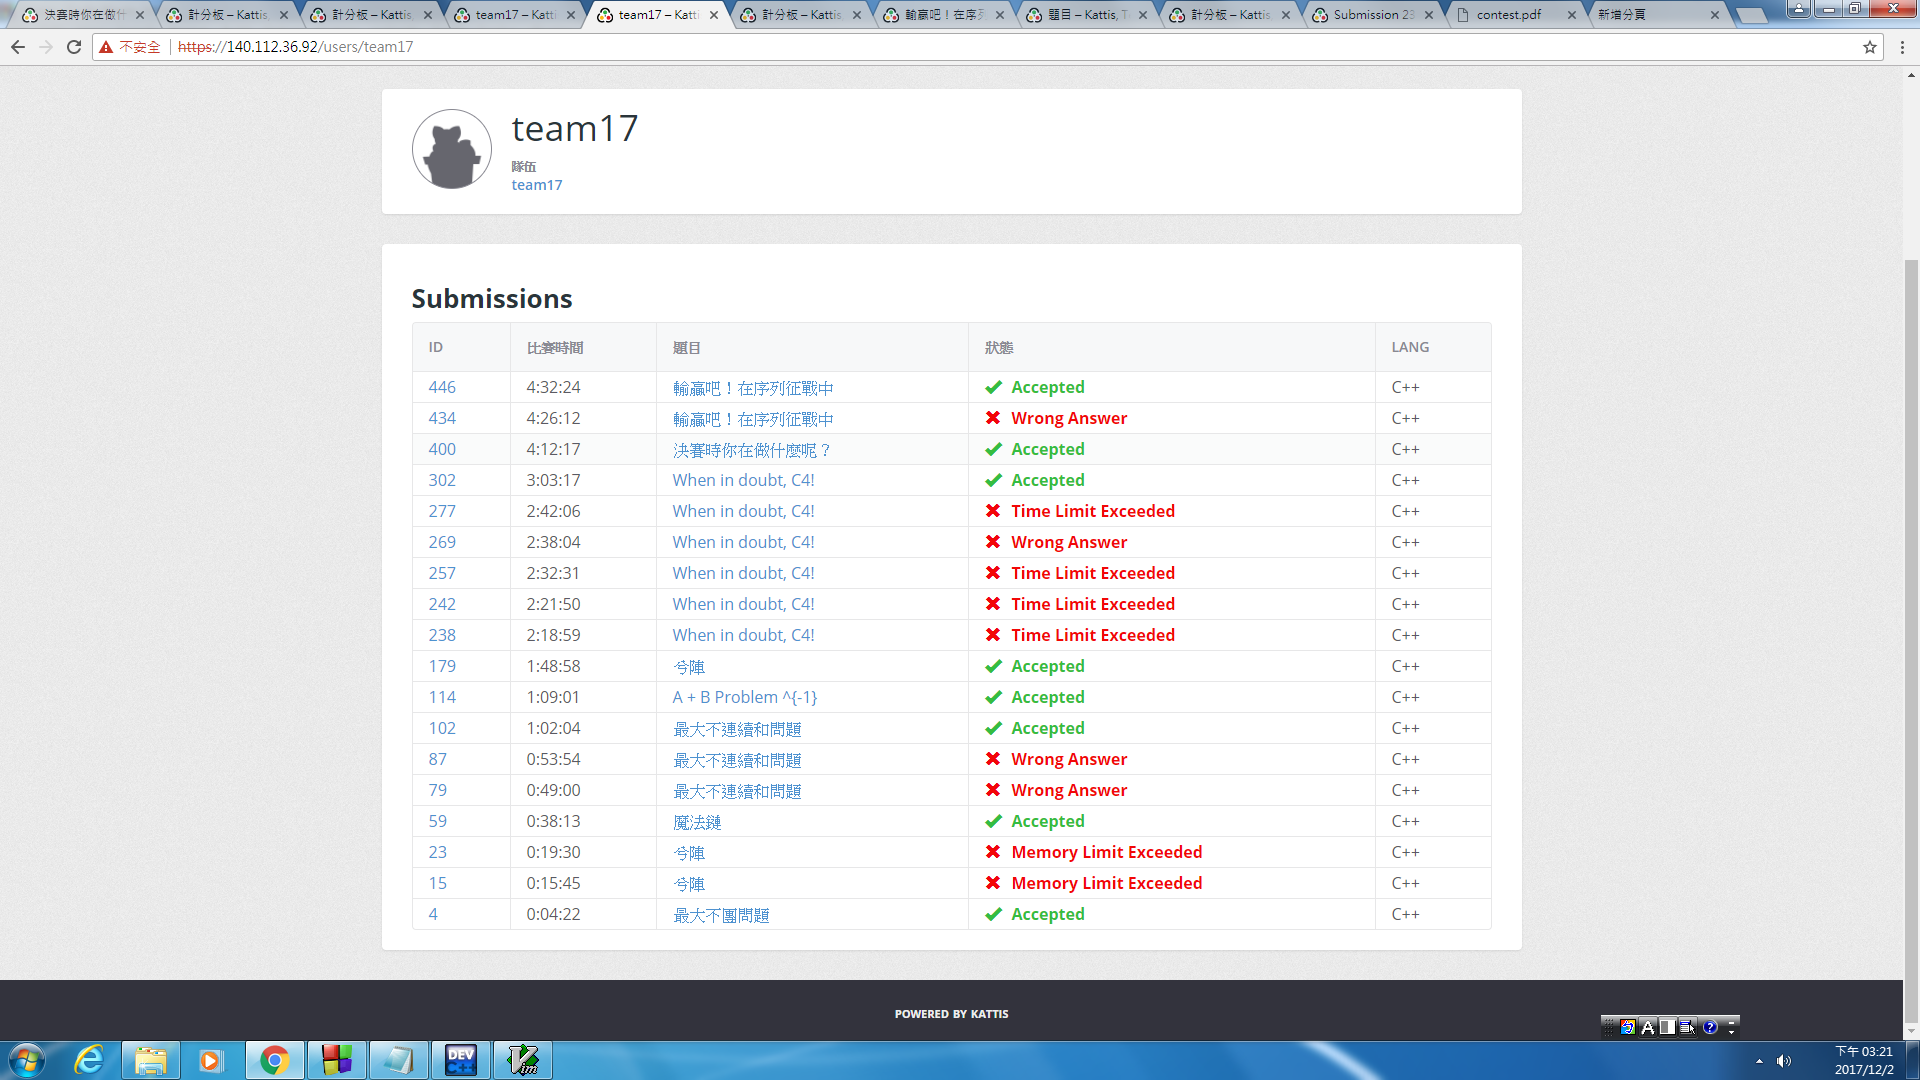 決賽時你在做什
計分板 – Kattis,
計分板 – Kattis,
team17 – Katti
team17 – Katti
計分板 – Kattis,
輸贏吧！在序列
題目 – Kattis, T
計分板 – Kattis,
Submission 23
contest.pdf
新增分頁
不安全 https://140.112.36.92/users/team17
team17
隊伍
team17
Submissions
ID 比賽時間 題目 狀態 LANG
446 4:32:24 輸贏吧！在序列征戰中 Accepted C++
434 4:26:12 輸贏吧！在序列征戰中 Wrong Answer C++
400 4:12:17 決賽時你在做什麼呢？ Accepted C++
302 3:03:17 When in doubt, C4! Accepted C++
277 2:42:06 When in doubt, C4! Time Limit Exceeded C++
269 2:38:04 When in doubt, C4! Wrong Answer C++
257 2:32:31 When in doubt, C4! Time Limit Exceeded C++
242 2:21:50 When in doubt, C4! Time Limit Exceeded C++
238 2:18:59 When in doubt, C4! Time Limit Exceeded C++
179 1:48:58 兮陣 Accepted C++
114 1:09:01 A + B Problem ^{-1} Accepted C++
102 1:02:04 最大不連續和問題 Accepted C++
87 0:53:54 最大不連續和問題 Wrong Answer C++
79 0:49:00 最大不連續和問題 Wrong Answer C++
59 0:38:13 魔法鏈 Accepted C++
23 0:19:30 兮陣 Memory Limit Exceeded C++
15 0:15:45 兮陣 Memory Limit Exceeded C++
4 0:04:22 最大不團問題 Accepted C++
POWERED BY KATTIS
A
DEV C++
Vim
下午 03:21
2017/12/2